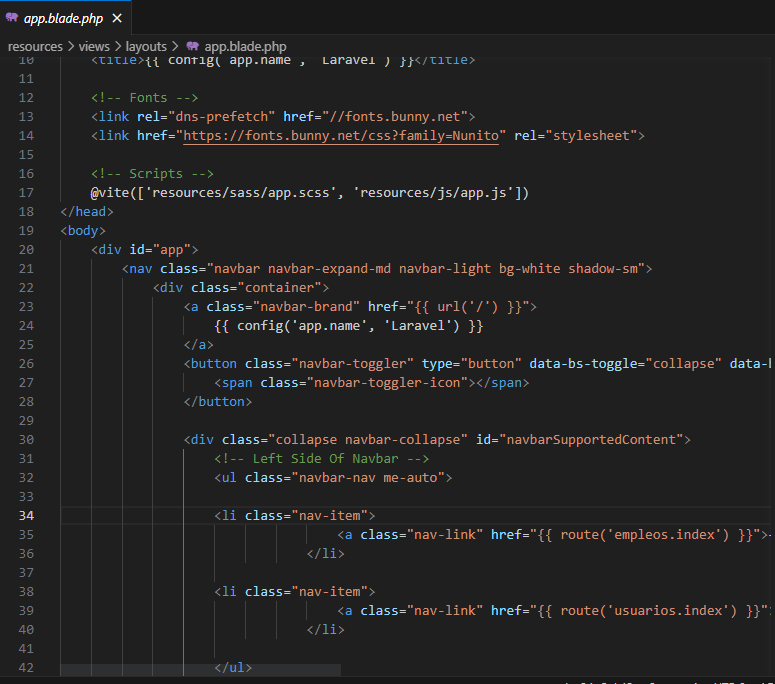 app.blade.php ×
resources > views > layouts > app.blade.php
10 <title>{{ config('app.name', 'Laravel') }}</title>
11
12 <!-- Fonts -->
13 <link rel="dns-prefetch" href="//fonts.bunny.net">
14 <link href="https://fonts.bunny.net/css?family=Nunito" rel="stylesheet">
15
16 <!-- Scripts -->
17 @vite(['resources/sass/app.scss', 'resources/js/app.js'])
18 </head>
19 <body>
20 <div id="app">
21 <nav class="navbar navbar-expand-md navbar-light bg-white shadow-sm">
22 <div class="container">
23 <a class="navbar-brand" href="{{ url('/') }}">
24 {{ config('app.name', 'Laravel') }}
25 </a>
26 <button class="navbar-toggler" type="button" data-bs-toggle="collapse" data-
27 <span class="navbar-toggler-icon"></span>
28 </button>
29
30 <div class="collapse navbar-collapse" id="navbarSupportedContent">
31 <!-- Left Side Of Navbar -->
32 <ul class="navbar-nav me-auto">
33
34 <li class="nav-item">
35 <a class="nav-link" href="{{ route('empleos.index') }}">
36 </li>
37
38 <li class="nav-item">
39 <a class="nav-link" href="{{ route('usuarios.index') }}">
40 </li>
41
42 </ul>